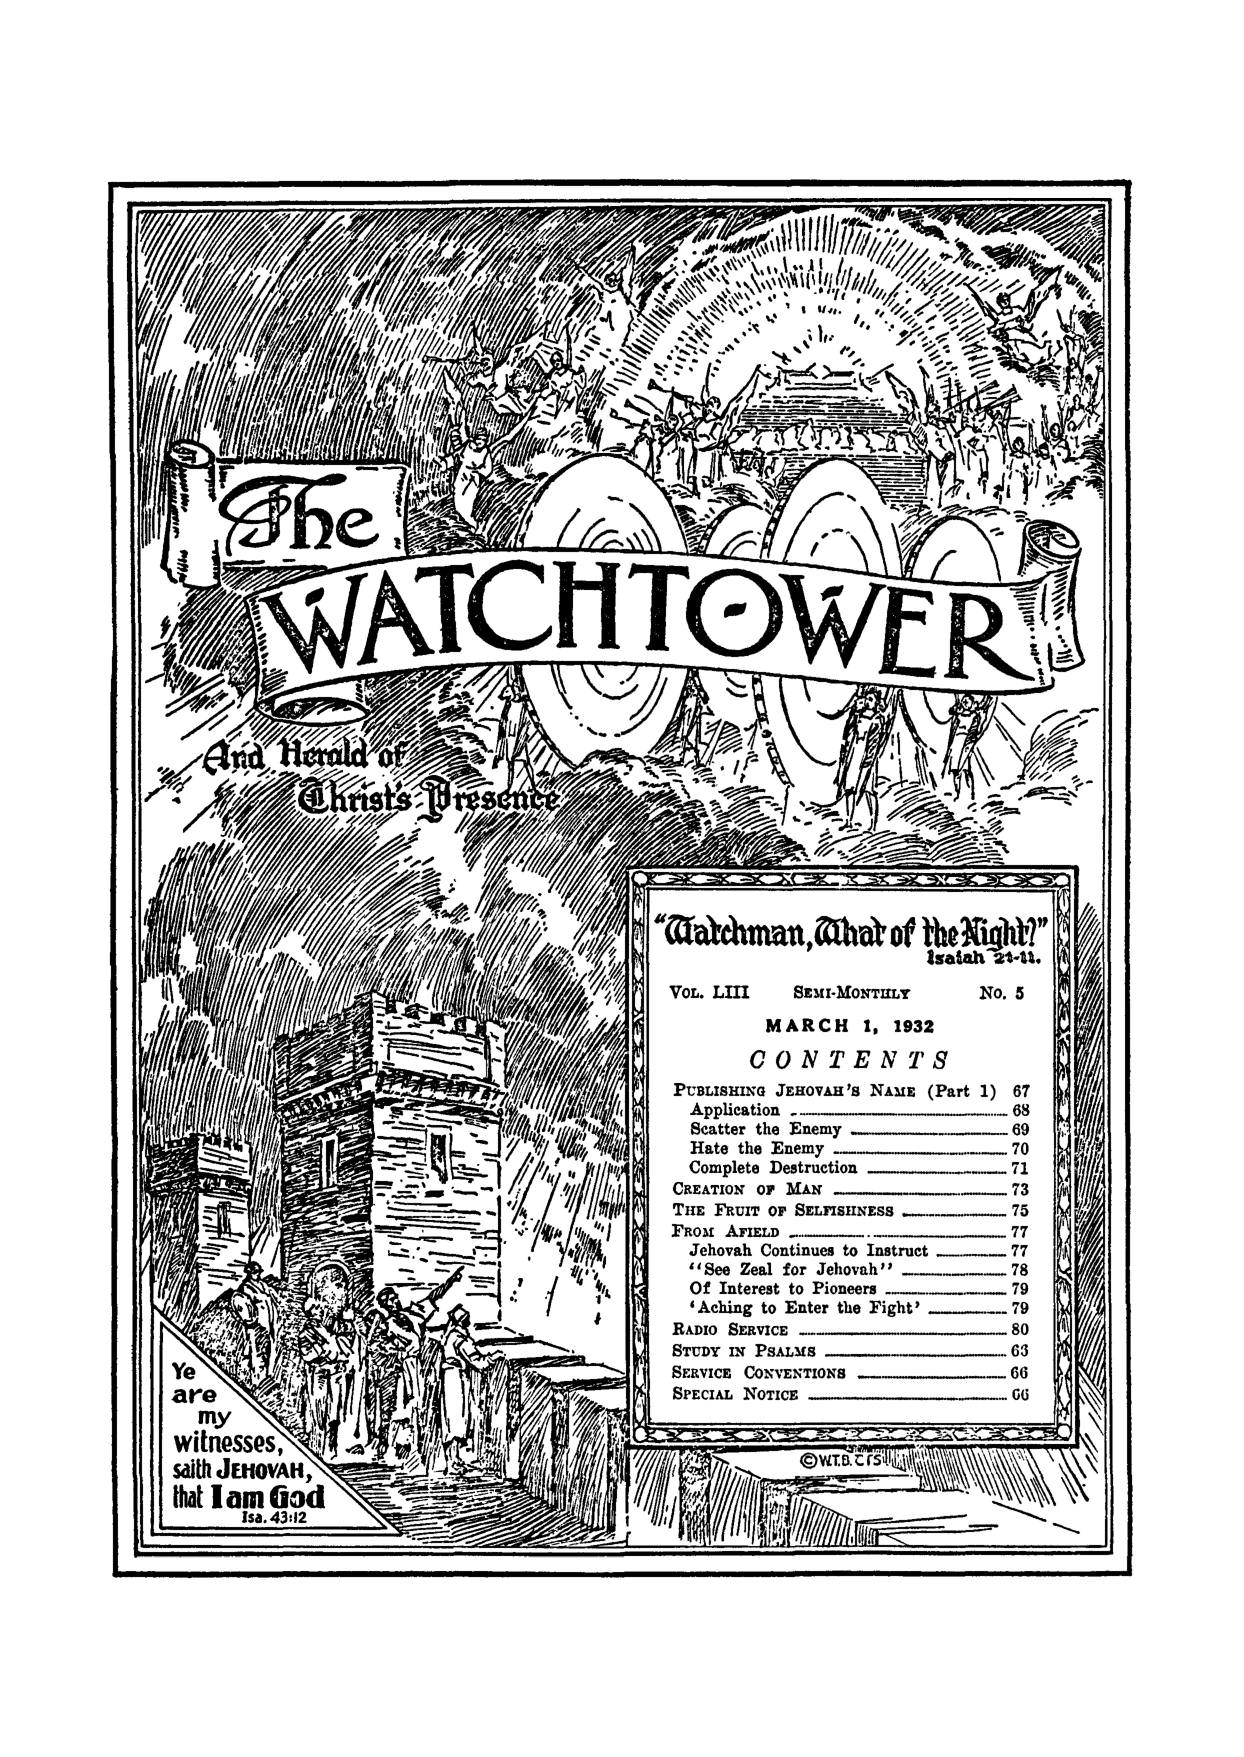 The
WATCHTOWER
And Herald of
Christ's Presence
"Watchman, What of the Night?"
Isaiah 21-11.
VOL. LIII SEMI-MONTHLY NO. 5
MARCH 1, 1932
CONTENTS
PUBLISHING JEHOVAH'S NAME (Part 1) 67
Application 68
Scatter the Enemy 69
Hate the Enemy 70
Complete Destruction 71
CREATION OF MAN 73
THE FRUIT OF SELFISHNESS 75
FROM AFIELD 77
Jehovah Continues to Instruct 77
"See Zeal for Jehovah" 78
Of Interest to Pioneers 79
'Aching to Enter the Fight' 79
RADIO SERVICE 80
STUDY IN PSALMS 63
SERVICE CONVENTIONS 66
SPECIAL NOTICE 66
©W.T.B.&T.S.
Ye
are
my
witnesses,
saith JEHOVAH,
that I am God
Isa. 43:12